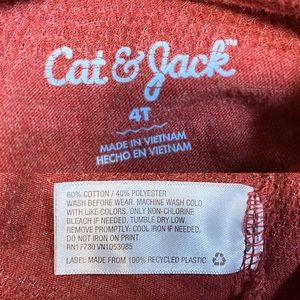 Cat & Jack™
4T
MADE IN VIETNAM
HECHO EN VIETNAM
60% COTTON / 40% POLYESTER
WASH BEFORE WEAR. MACHINE WASH COLD
WITH LIKE COLORS. ONLY NON-CHLORINE
BLEACH IF NEEDED. TUMBLE DRY LOW.
REMOVE PROMPTLY. COOL IRON IF NEEDED.
DO NOT IRON ON PRINT
RN17730 VN1053085
LABEL MADE FROM 100% RECYCLED PLASTIC